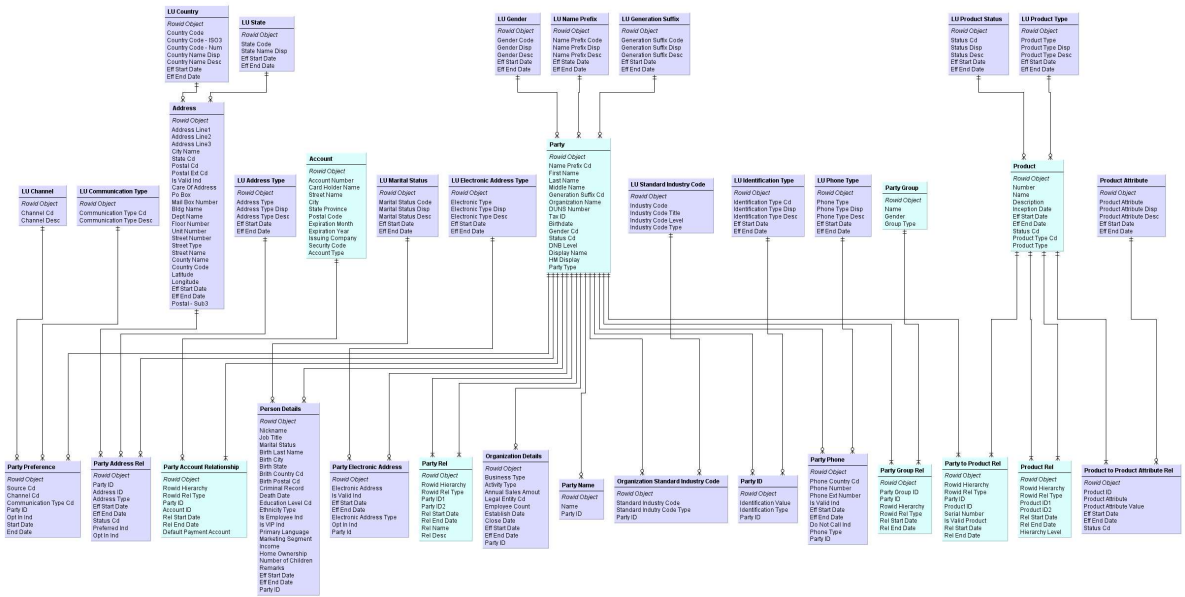 LU Country
Rowid Object
Country Code
Country Code - ISO3
Country Code - Num
Country Name Disp
Country Name Desc
Eff Start Date
Eff End Date
LU State
Rowid Object
State Code
State Name Disp
Eff Start Date
Eff End Date
LU Gender
Rowid Object
Gender Code
Gender Disp
Gender Desc
Eff Start Date
Eff End Date
LU Name Prefix
Rowid Object
Name Prefix Code
Name Prefix Disp
Name Prefix Desc
Eff State Date
Eff End Date
LU Generation Suffix
Rowid Object
Generation Suffix Code
Generation Suffix Disp
Generation Suffix Desc
Eff Start Date
Eff End Date
LU Product Status
Rowid Object
Status Cd
Status Disp
Status Desc
Eff Start Date
Eff End Date
LU Product Type
Rowid Object
Product Type
Product Type Disp
Product Type Desc
Eff Start Date
Eff End Date
Address
Rowid Object
Address Line1
Address Line2
Address Line3
City Name
State Cd
Postal Cd
Postal Ext Cd
Is Valid Ind
Care Of Address
Po Box
Mail Box Number
Bldg Name
Dept Name
Floor Number
Unit Number
Street Number
Street Type
Street Name
County Name
Country Code
Latitude
Longitude
Eff Start Date
Eff End Date
Postal - Sub3
Party
Rowid Object
Name Prefix Cd
First Name
Last Name
Middle Name
Generation Suffix Cd
Organization Name
DUNS Number
Tax ID
Birthdate
Gender Cd
Status Cd
DNB Level
Display Name
HM Display
Party Type
Account
Rowid Object
Account Number
Card Holder Name
Street Name
City
State Province
Postal Code
Expiration Month
Expiration Year
Issuing Company
Security Code
Account Type
Product
Rowid Object
Number
Name
Description
Inception Date
Eff Start Date
Eff End Date
Status Cd
Product Type Cd
Product Type
LU Channel
Rowid Object
Channel Cd
Channel Desc
LU Communication Type
Rowid Object
Communication Type Cd
Communication Type Desc
LU Address Type
Rowid Object
Address Type
Address Type Disp
Address Type Desc
Eff Start Date
Eff End Date
LU Marital Status
Rowid Object
Marital Status Code
Marital Status Disp
Marital Status Desc
Eff Start Date
Eff End Date
LU Electronic Address Type
Rowid Object
Electronic Type
Electronic Type Disp
Electronic Type Desc
Eff Start Date
Eff End Date
LU Standard Industry Code
Rowid Object
Industry Code
Industry Code Title
Industry Code Level
Industry Code Type
LU Identification Type
Rowid Object
Identification Type Cd
Identification Type Disp
Identification Type Desc
Eff Start Date
Eff End Date
LU Phone Type
Rowid Object
Phone Type
Phone Type Disp
Phone Type Desc
Eff Start Date
Eff End Date
Party Group
Rowid Object
Name
Gender
Group Type
Product Attribute
Rowid Object
Product Attribute
Product Attribute Disp
Product Attribute Desc
Eff Start Date
Eff End Date
Party Preference
Rowid Object
Source Cd
Channel Cd
Communication Type Cd
Party ID
Opt In Ind
Start Date
End Date
Party Address Rel
Rowid Object
Party ID
Address ID
Address Type
Eff Start Date
Eff End Date
Status Cd
Preferred Ind
Opt In Ind
Party Account Relationship
Rowid Object
Rowid Hierarchy
Rowid Rel Type
Party ID
Account ID
Rel Start Date
Rel End Date
Default Payment Account
Person Details
Rowid Object
Nickname
Job Title
Marital Status
Birth Last Name
Birth City
Birth State
Birth Country Cd
Birth Postal Cd
Criminal Record
Death Date
Education Level Cd
Ethnicity Type
Is Employee Ind
Is VIP Ind
Primary Language
Marketing Segment
Income
Home Ownership
Number of Children
Remarks
Eff Start Date
Eff End Date
Party ID
Party Electronic Address
Rowid Object
Electronic Address
Is Valid Ind
Eff Start Date
Eff End Date
Electronic Address Type
Opt In Ind
Party Id
Party Rel
Rowid Object
Rowid Hierarchy
Rowid Rel Type
Party ID1
Party ID2
Rel Start Date
Rel End Date
Rel Name
Rel Desc
Organization Details
Rowid Object
Business Type
Activity Type
Annual Sales Amout
Legal Entity Cd
Employee Count
Establish Date
Close Date
Eff Start Date
Eff End Date
Party ID
Party Name
Rowid Object
Name
Party ID
Organization Standard Industry Code
Rowid Object
Standard Industry Code
Standard Indutry Code Type
Party ID
Party ID
Rowid Object
Identification Value
Identification Type
Party ID
Party Phone
Rowid Object
Phone Country Cd
Phone Number
Phone Ext Number
Is Valid Ind
Eff Start Date
Eff End Date
Do Not Call Ind
Phone Type
Party ID
Party Group Rel
Rowid Object
Party Group ID
Party ID
Rowid Hierarchy
Rowid Rel Type
Rel Start Date
Rel End Date
Party to Product Rel
Rowid Object
Rowid Hierarchy
Rowid Rel Type
Party ID
Product ID
Serial Number
Is Valid Product
Rel Start Date
Rel End Date
Product Rel
Rowid Object
Rowid Hierarchy
Rowid Rel Type
Product ID1
Product ID2
Rel Start Date
Rel End Date
Hierarchy Level
Product to Product Attribute Rel
Rowid Object
Product ID
Product Attribute
Product Attribute Value
Eff Start Date
Eff End Date
Status Cd